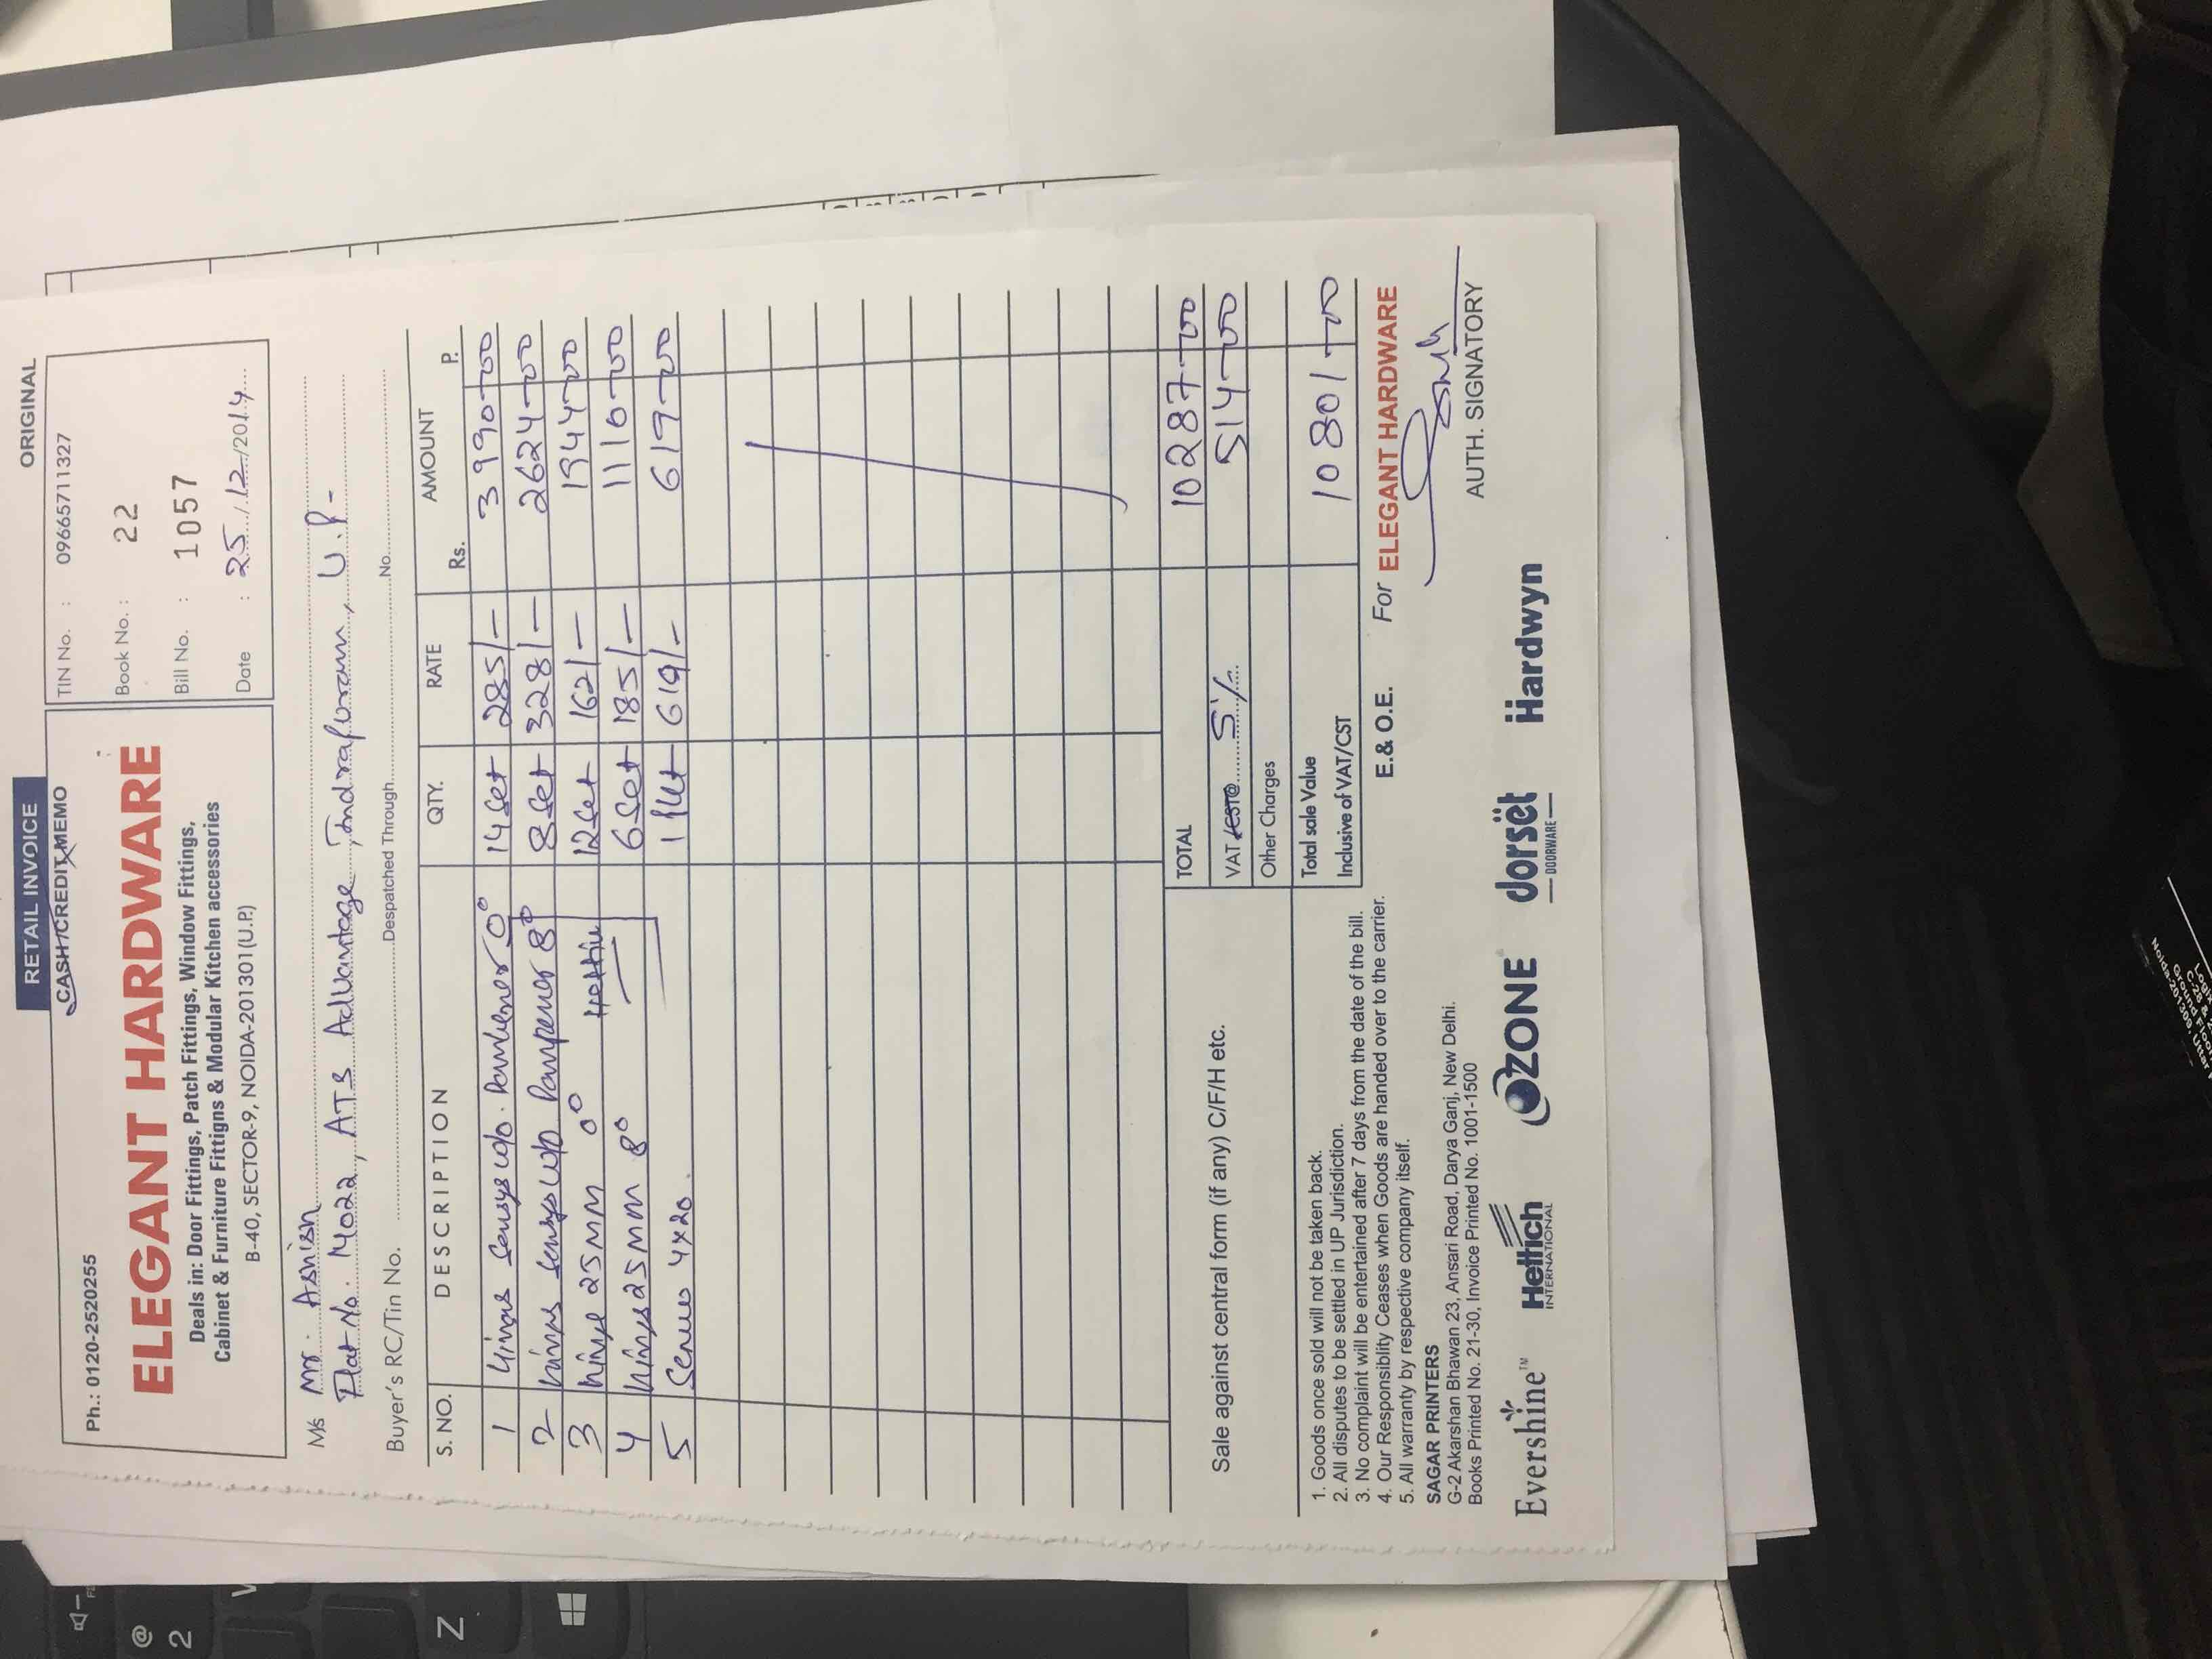 RETAIL INVOICE
ORIGINAL
CASH/CREDIT MEMO
Ph.: 0120-2520255
ELEGANT HARDWARE
Deals in: Door Fittings, Patch Fittings, Window Fittings,
Cabinet & Furniture Fittigns & Modular Kitchen accessories
B-40, SECTOR-9, NOIDA-201301(U.P.)
TIN No. : 09665711327
Book No. : 22
Bill No. : 1057
Date : 25/12/2014
M/s Mr. Ashish
Flat No. 14022, ATS Advantage, Indrapuram, U.P-
Buyer's RC/Tin No. Despatched Through No.
S. NO. DESCRIPTION QTY. RATE AMOUNT
Rs. P.
1 Sensys w/o. 0° 14 Set 285/- 3990-00
2 w/o 8° 8 Set 328/- 2624-00
3 hinge 25MM 0° 12 Set 162/- 1944-00
4 25MM 8° 6 Set 185/- 1110-00
5 4x20. 1 Pkt 619/- 619-00
TOTAL 10287-00
Sale against central form (if any) C/F/H etc.
VAT/CST@ 5% 514-00
Other Charges
Total sale Value
Inclusive of VAT/CST 10801-00
1. Goods once sold will not be taken back.
2. All disputes to be settled in UP Jurisdiction.
3. No complaint will be entertained after 7 days from the date of the bill.
4. Our Responsiblity Ceases when Goods are handed over to the carrier.
5. All warranty by respective company itself.
E.& O.E. For ELEGANT HARDWARE
SAGAR PRINTERS
G-2 Akarshan Bhawan 23, Ansari Road, Darya Ganj, New Delhi.
Books Printed No. 21-30, Invoice Printed No. 1001-1500
AUTH. SIGNATORY
Evershine™ Hettich INTERNATIONAL OZONE dorsët DOORWARE Hardwyn
@
2
Z